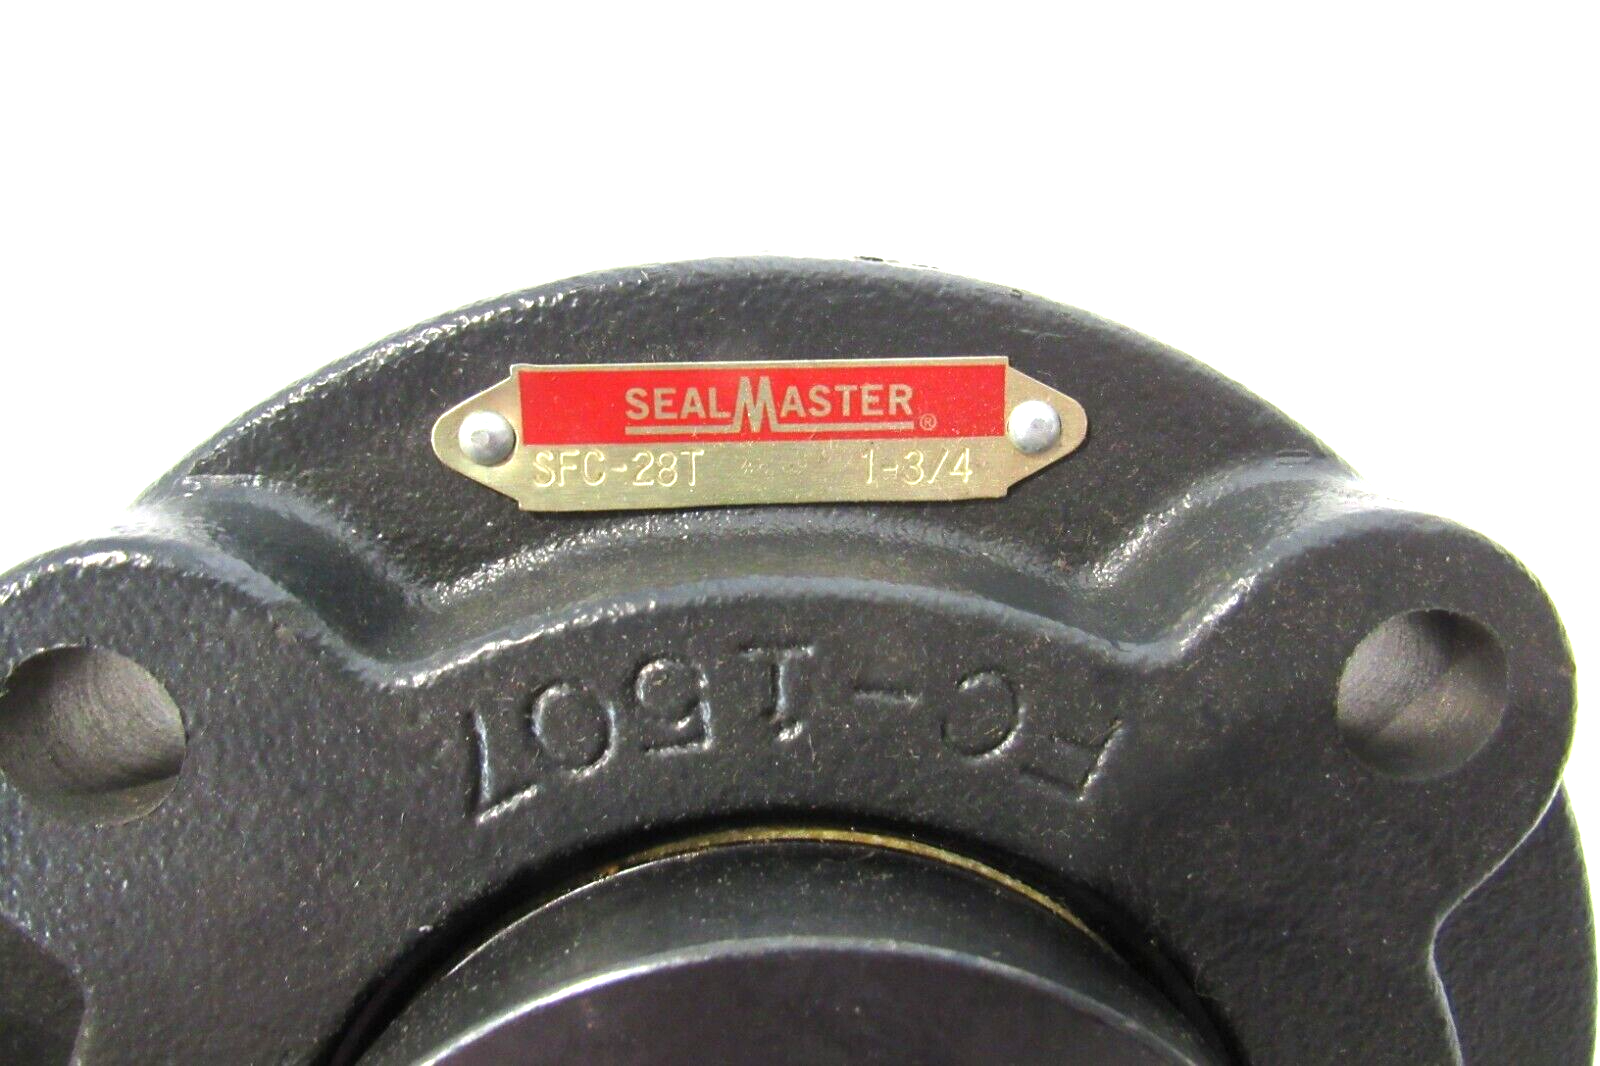 SEALMASTER®
SFC-28T 1-3/4
FC-1507